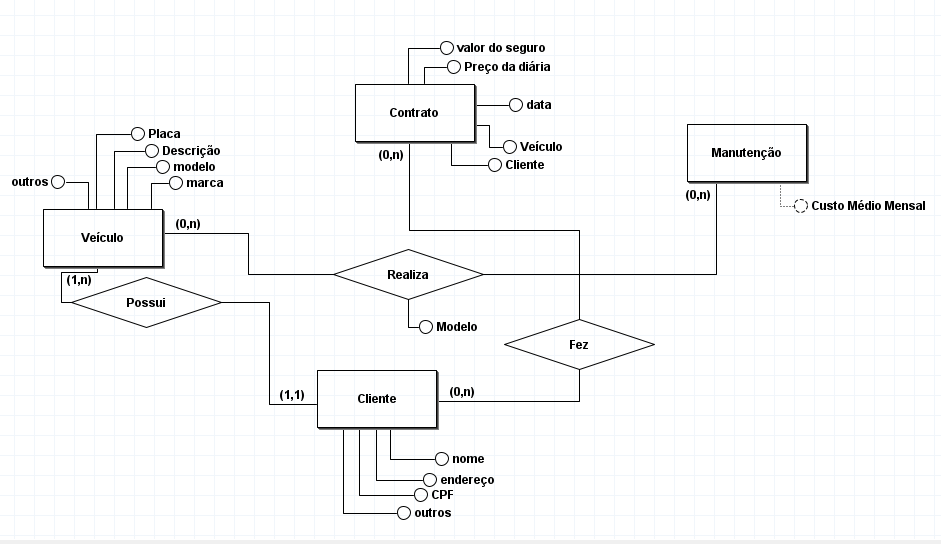 valor do seguro
Preço da diária
Contrato
data
Veículo
Cliente
(0,n)
Placa
Descrição
modelo
marca
outros
Veículo
(0,n)
(1,n)
Possui
Realiza
Modelo
Manutenção
(0,n)
Custo Médio Mensal
Fez
(1,1)
Cliente
(0,n)
nome
endereço
CPF
outros